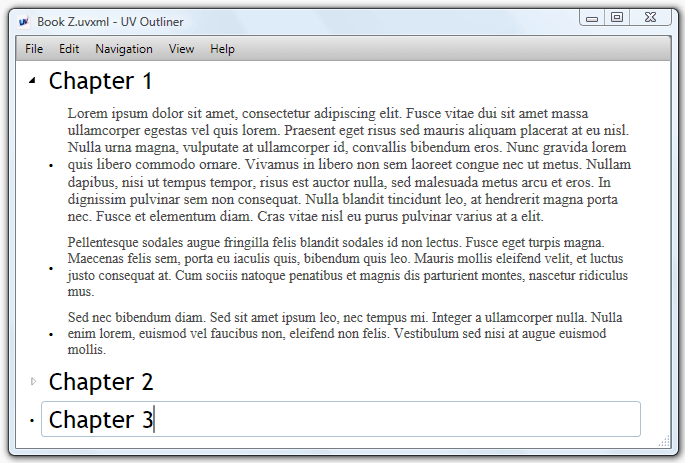 UV Book Z.uvxml - UV Outliner
File Edit Navigation View Help
Chapter 1
Lorem ipsum dolor sit amet, consectetur adipiscing elit. Fusce vitae dui sit amet massa
ullamcorper egestas vel quis lorem. Praesent eget risus sed mauris aliquam placerat at eu nisl.
Nulla urna magna, vulputate at ullamcorper id, convallis bibendum eros. Nunc gravida lorem
quis libero commodo ornare. Vivamus in libero non sem laoreet congue nec ut metus. Nullam
dapibus, nisi ut tempus tempor, risus est auctor nulla, sed malesuada metus arcu et eros. In
dignissim pulvinar sem non consequat. Nulla blandit tincidunt leo, at hendrerit magna porta
nec. Fusce et elementum diam. Cras vitae nisl eu purus pulvinar varius at a elit.
Pellentesque sodales augue fringilla felis blandit sodales id non lectus. Fusce eget turpis magna.
Maecenas felis sem, porta eu iaculis quis, bibendum quis leo. Mauris mollis eleifend velit, et luctus
justo consequat at. Cum sociis natoque penatibus et magnis dis parturient montes, nascetur ridiculus
mus.
Sed nec bibendum diam. Sed sit amet ipsum leo, nec tempus mi. Integer a ullamcorper nulla. Nulla
enim lorem, euismod vel faucibus non, eleifend non felis. Vestibulum sed nisi at augue euismod
mollis.
Chapter 2
Chapter 3